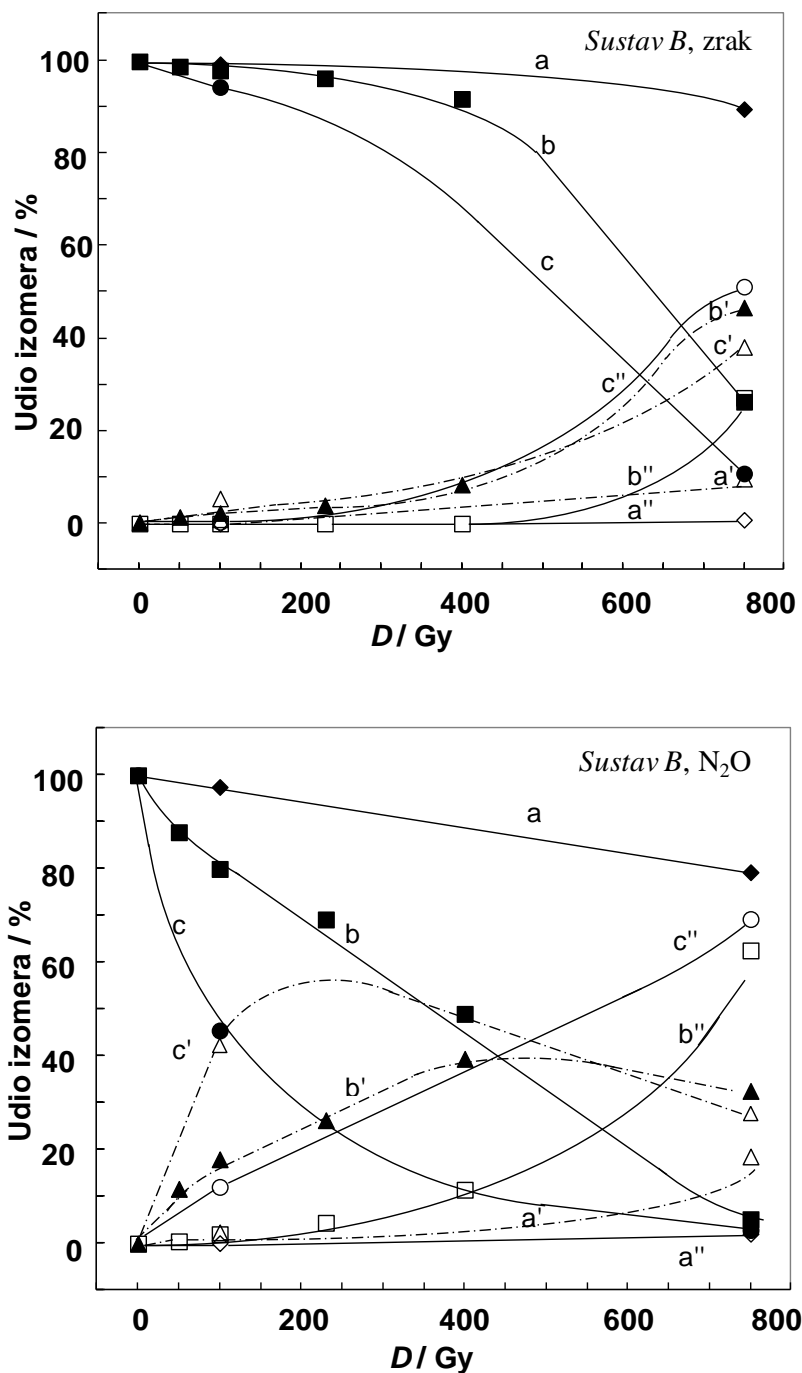 Sustav B, zrak
100
80
60
40
20
0
Udio izomera / %
a
b
c
b'
c'
c''
b''
a'
a''
0
200
400
600
800
D / Gy
Sustav B, N₂O
100
80
60
40
20
0
Udio izomera / %
a
c
b
c''
c'
b'
b''
a'
a''
0
200
400
600
800
D / Gy